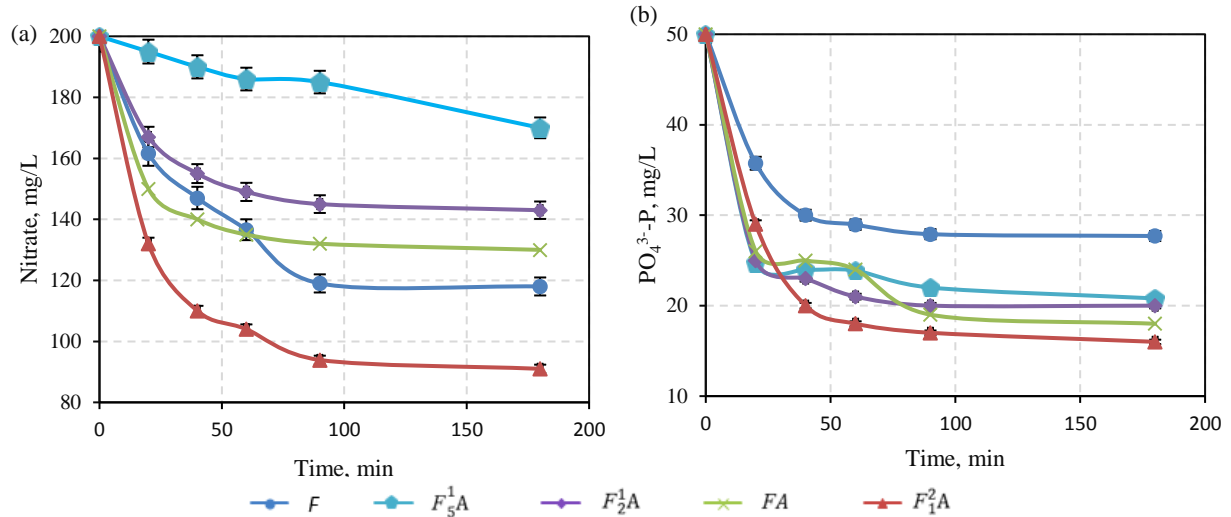 (a)
200
180
160
140
120
100
80
Nitrate, mg/L
0 50 100 150 200
Time, min
(b)
50
40
30
20
10
PO₄³⁻-P, mg/L
0 50 100 150 200
Time, min
F F₅¹A F₂¹A FA F₁²A